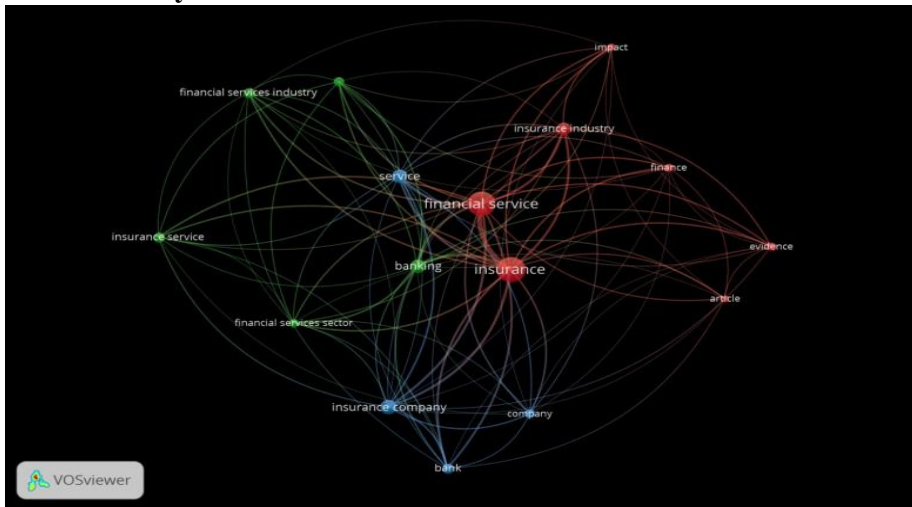 impact
financial services industry
insurance industry
finance
service
financial service
insurance service
evidence
banking
insurance
article
financial services sector
insurance company
company
bank
VOSviewer